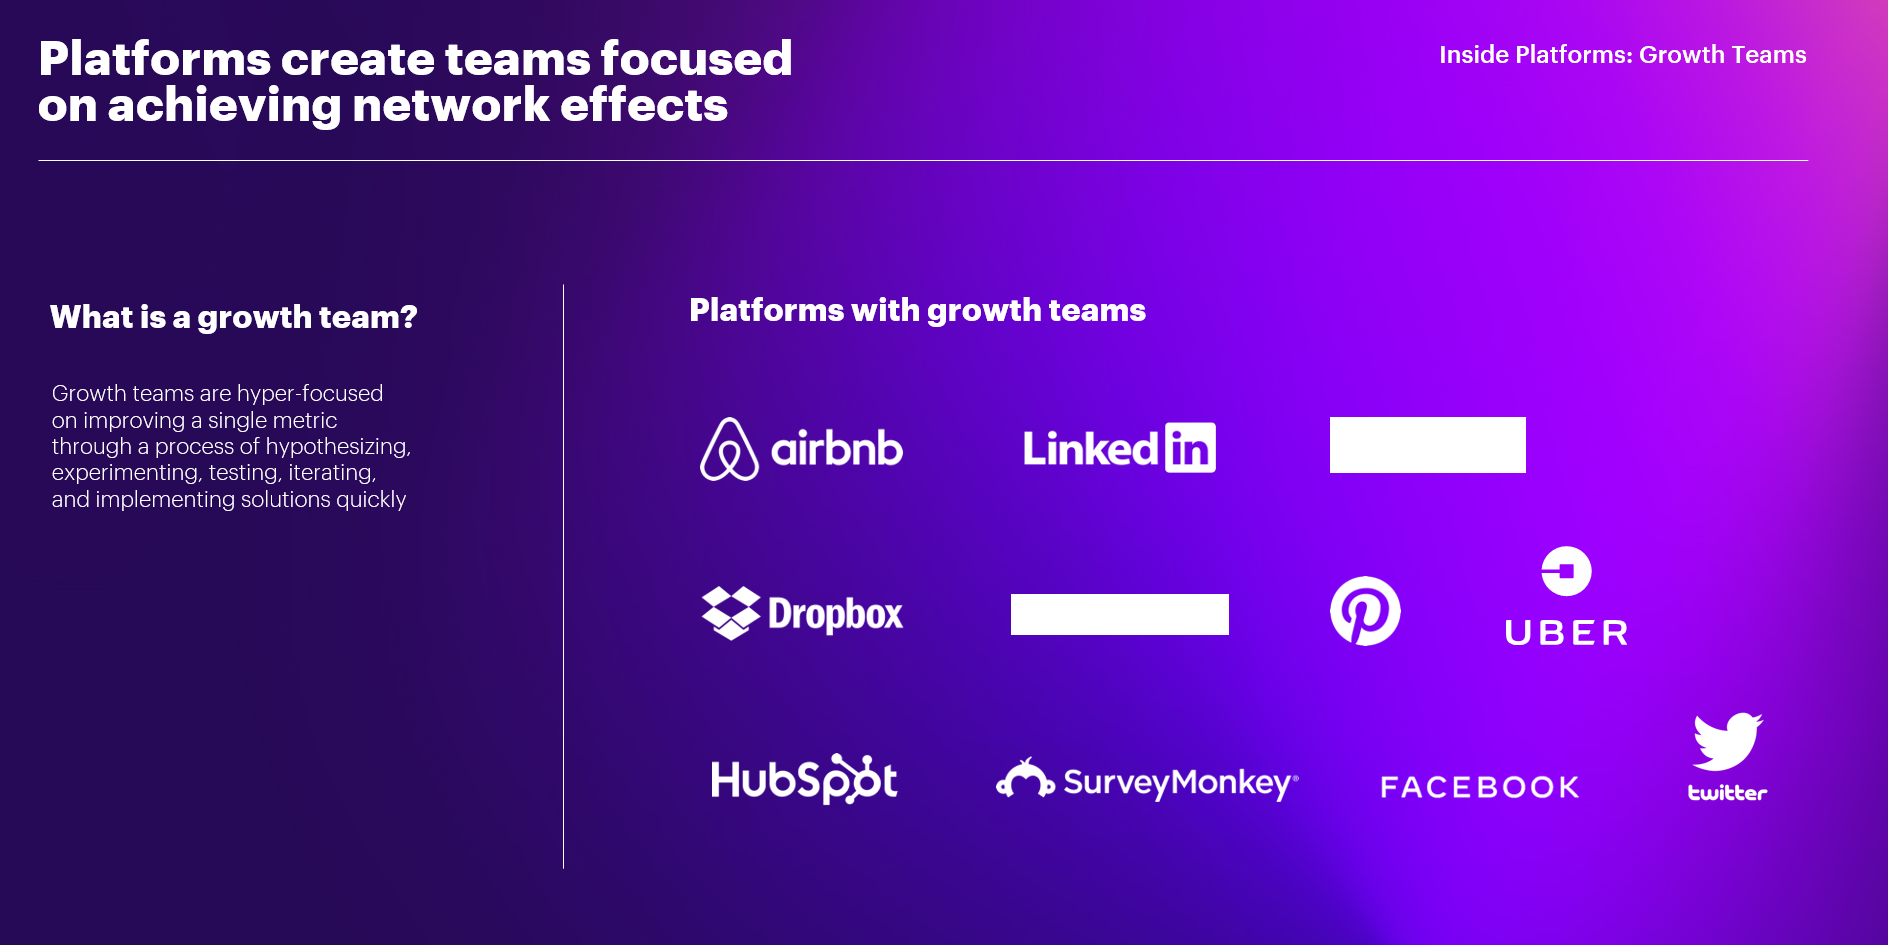 Platforms create teams focused
on achieving network effects
Inside Platforms: Growth Teams
What is a growth team?
Growth teams are hyper-focused
on improving a single metric
through a process of hypothesizing,
experimenting, testing, iterating,
and implementing solutions quickly
Platforms with growth teams
airbnb
Linked in
Dropbox
UBER
HubSpot
SurveyMonkey®
FACEBOOK
twitter